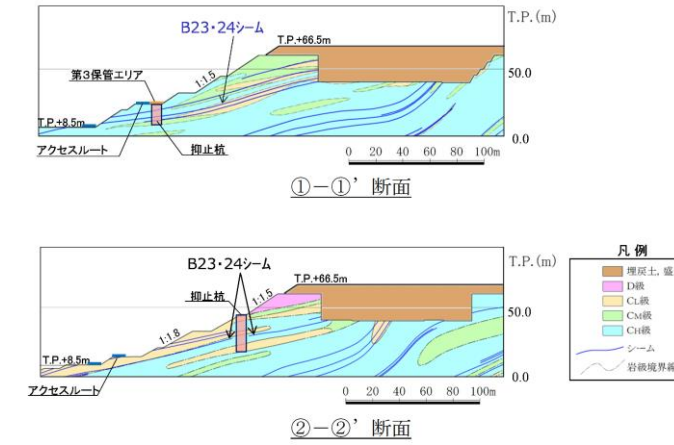 T.P.(m)
T.P.+66.5m
B23・24シーム
1:1.5
第3保管エリア
50.0
T.P.+8.5m
0.0
アクセスルート
抑止杭
0 20 40 60 80 100m
①－①’断面
T.P.(m)
B23・24シーム
T.P.+66.5m
抑止杭
1:1.5
50.0
1:1.8
T.P.+8.5m
0.0
アクセスルート
0 20 40 60 80 100m
②－②’断面
凡例
埋戻土, 盛
D級
CL級
CM級
CH級
シーム
岩級境界線